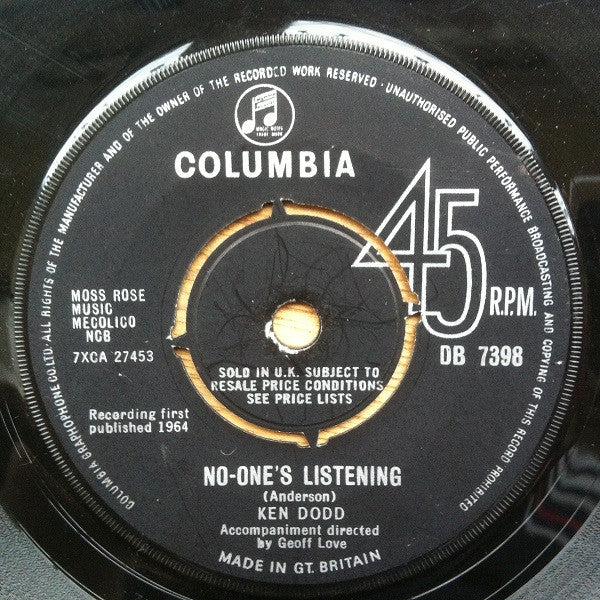 COLUMBIA GRAPHOPHONE CO. LTD. · ALL RIGHTS OF THE MANUFACTURER AND OF THE OWNER OF THE RECORDED WORK RESERVED · UNAUTHORISED PUBLIC PERFORMANCE BROADCASTING AND COPYING OF THIS RECORD PROHIBITED
COLUMBIA
45
R.P.M.
MOSS ROSE
MUSIC
MECOLICO
NCB
7XCA 27453
DB 7398
SOLD IN U.K. SUBJECT TO
RESALE PRICE CONDITIONS
SEE PRICE LISTS
Recording first
published 1964
NO-ONE'S LISTENING
(Anderson)
KEN DODD
Accompaniment directed
by Geoff Love
MADE IN GT. BRITAIN